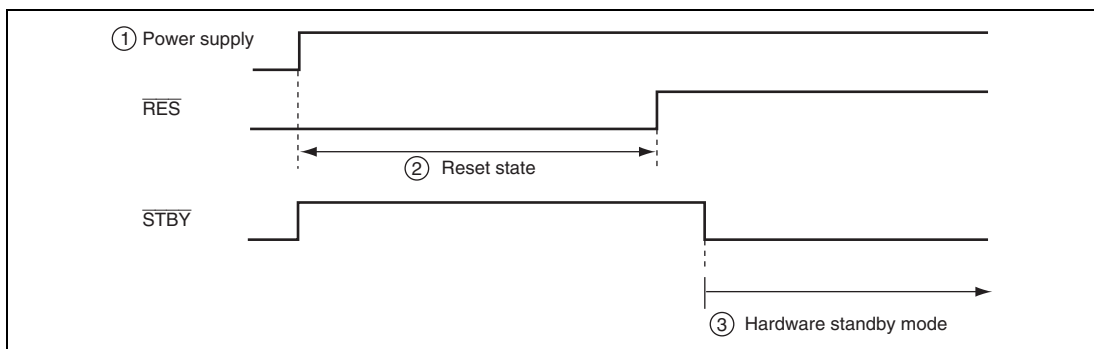 ① Power supply
RES
② Reset state
STBY
③ Hardware standby mode